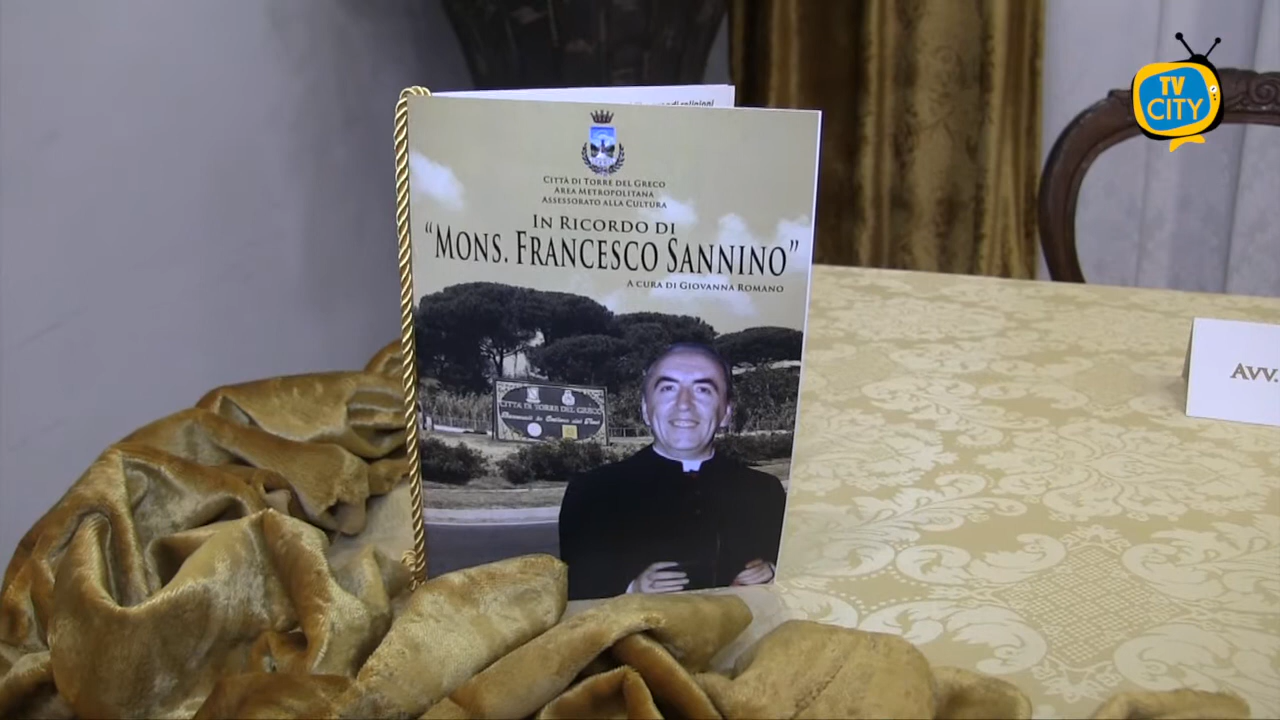 TV
CITY
Città di Torre del Greco
Area Metropolitana
Assessorato alla Cultura
In Ricordo di
“Mons. Francesco Sannino”
A cura di Giovanna Romano
Città di Torre del Greco
Avv.